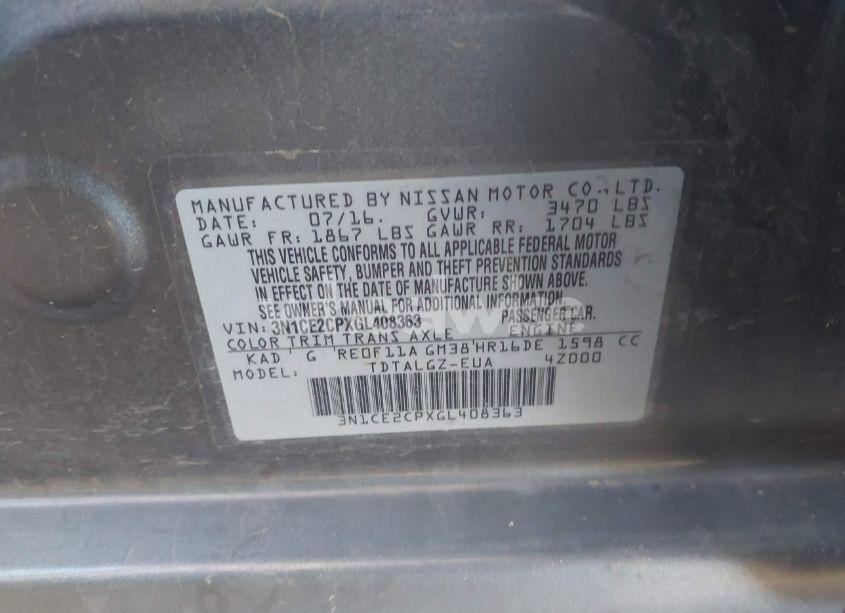 MANUFACTURED BY NISSAN MOTOR CO., LTD.
DATE: 07/16. GVWR: 3470 LBS
GAWR FR: 1867 LBS GAWR RR: 1704 LBS
THIS VEHICLE CONFORMS TO ALL APPLICABLE FEDERAL MOTOR
VEHICLE SAFETY, BUMPER AND THEFT PREVENTION STANDARDS
IN EFFECT ON THE DATE OF MANUFACTURE SHOWN ABOVE.
SEE OWNER'S MANUAL FOR ADDITIONAL INFORMATION.
VIN: 3N1CE2CPXGL408363 PASSENGER CAR.
COLOR TRIM TRANS AXLE ENGINE
KAD G RE0F11A GM38 HR16DE 1598 CC
MODEL: TDTALGZ-EUA 4Z000
3N1CE2CPXGL408363